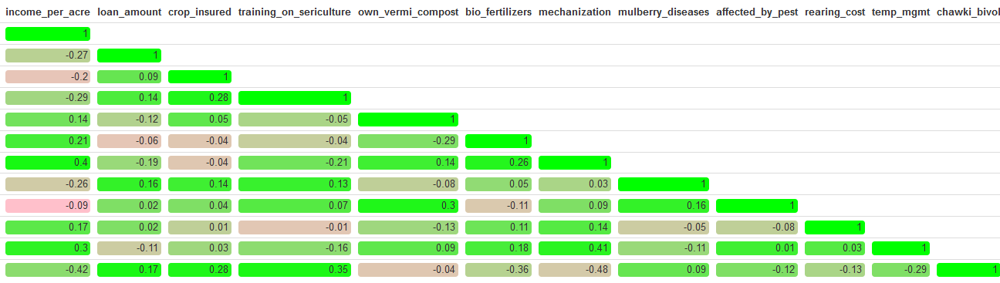 income_per_acre loan_amount crop_insured training_on_sericulture own_vermi_compost bio_fertilizers mechanization mulberry_diseases affected_by_pest rearing_cost temp_mgmt chawki_bivol
1
-0.27 1
-0.2 0.09 1
-0.29 0.14 0.28 1
0.14 -0.12 0.05 -0.05 1
0.21 -0.06 -0.04 -0.04 -0.29 1
0.4 -0.19 -0.04 -0.21 0.14 0.26 1
-0.26 0.16 0.14 0.13 -0.08 0.05 0.03 1
-0.09 0.02 0.04 0.07 0.3 -0.11 0.09 0.16 1
0.17 0.02 0.01 -0.01 -0.13 0.11 0.14 -0.05 -0.08 1
0.3 -0.11 0.03 -0.16 0.09 0.18 0.41 -0.11 0.01 0.03 1
-0.42 0.17 0.28 0.35 -0.04 -0.36 -0.48 0.09 -0.12 -0.13 -0.29 1